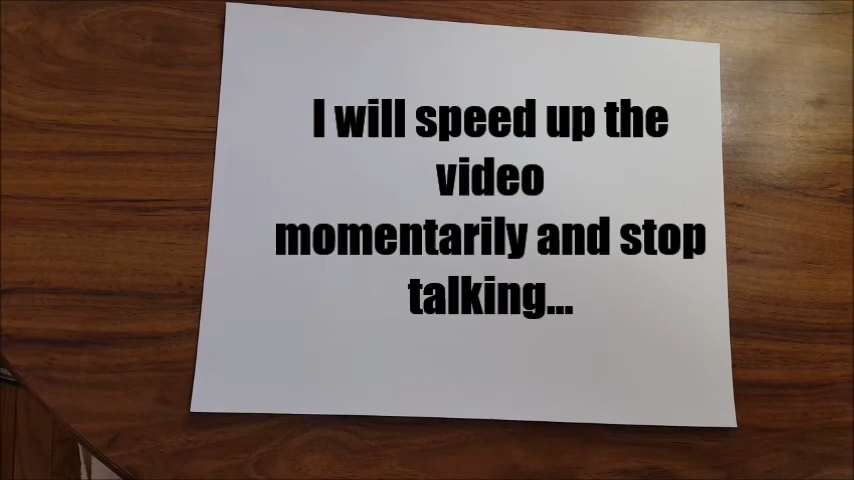 I will speed up the
video
momentarily and stop
talking...